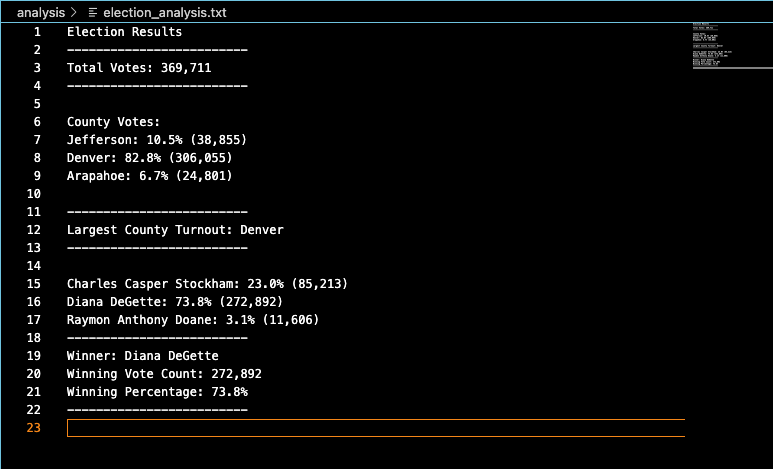 analysis > election_analysis.txt
1 Election Results
2 -------------------------
3 Total Votes: 369,711
4 -------------------------
5
6 County Votes:
7 Jefferson: 10.5% (38,855)
8 Denver: 82.8% (306,055)
9 Arapahoe: 6.7% (24,801)
10
11 -------------------------
12 Largest County Turnout: Denver
13 -------------------------
14
15 Charles Casper Stockham: 23.0% (85,213)
16 Diana DeGette: 73.8% (272,892)
17 Raymon Anthony Doane: 3.1% (11,606)
18 -------------------------
19 Winner: Diana DeGette
20 Winning Vote Count: 272,892
21 Winning Percentage: 73.8%
22 -------------------------
23